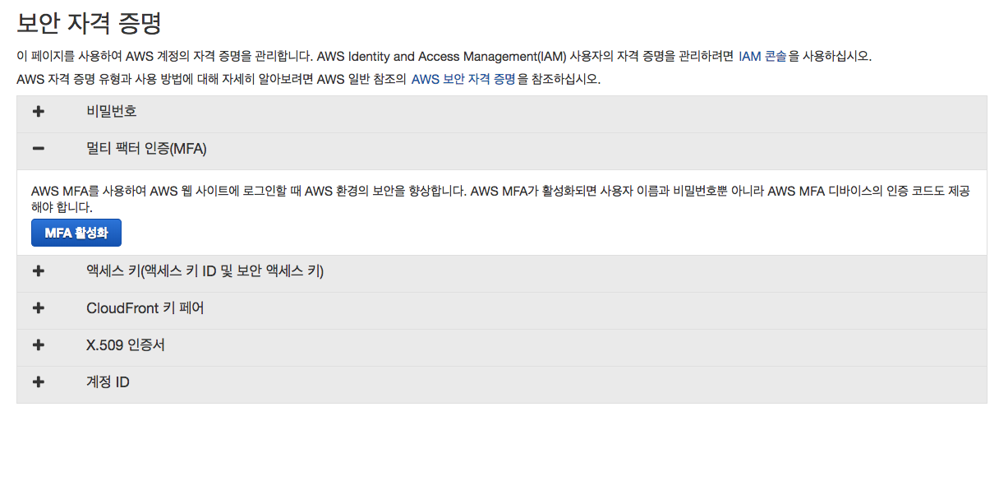 보안 자격 증명
이 페이지를 사용하여 AWS 계정의 자격 증명을 관리합니다. AWS Identity and Access Management(IAM) 사용자의 자격 증명을 관리하려면 IAM 콘솔을 사용하십시오.
AWS 자격 증명 유형과 사용 방법에 대해 자세히 알아보려면 AWS 일반 참조의 AWS 보안 자격 증명을 참조하십시오.
비밀번호
멀티 팩터 인증(MFA)
AWS MFA를 사용하여 AWS 웹 사이트에 로그인할 때 AWS 환경의 보안을 향상합니다. AWS MFA가 활성화되면 사용자 이름과 비밀번호뿐 아니라 AWS MFA 디바이스의 인증 코드도 제공
해야 합니다.
MFA 활성화
액세스 키(액세스 키 ID 및 보안 액세스 키)
CloudFront 키 페어
X.509 인증서
계정 ID